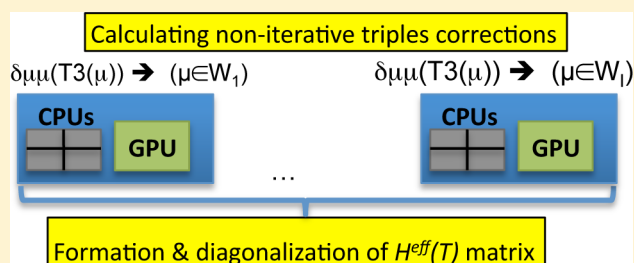 Calculating non-iterative triples corrections
δμμ(T3(μ)) ➔ (μ∈W₁) δμμ(T3(μ)) ➔ (μ∈Wₗ)
CPUs GPU CPUs GPU
...
Formation & diagonalization of Hᵉᶠᶠ(T) matrix